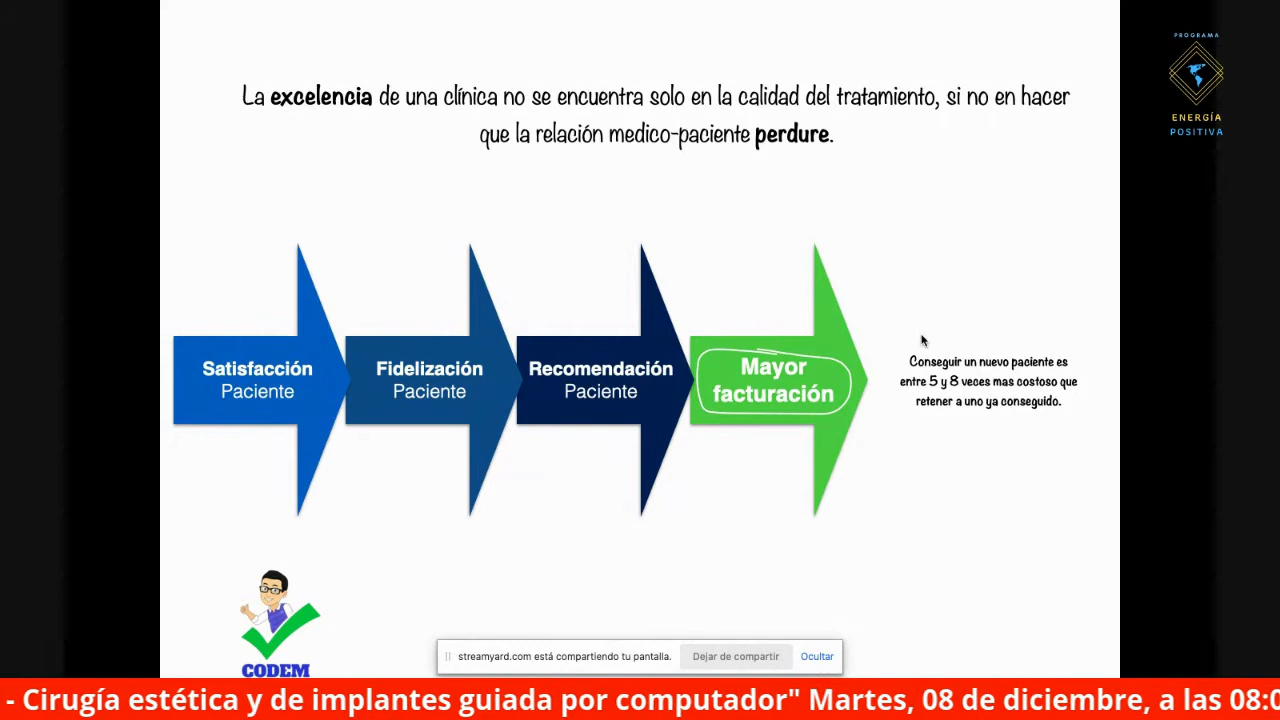 PROGRAMA
ENERGÍA
POSITIVA
La excelencia de una clínica no se encuentra solo en la calidad del tratamiento, si no en hacer
que la relación medico-paciente perdure.
Satisfacción
Paciente
Fidelización
Paciente
Recomendación
Paciente
Mayor
facturación
Conseguir un nuevo paciente es
entre 5 y 8 veces mas costoso que
retener a uno ya conseguido.
CODEM
streamyard.com está compartiendo tu pantalla.
Dejar de compartir
Ocultar
- Cirugía estética y de implantes guiada por computador" Martes, 08 de diciembre, a las 08:0